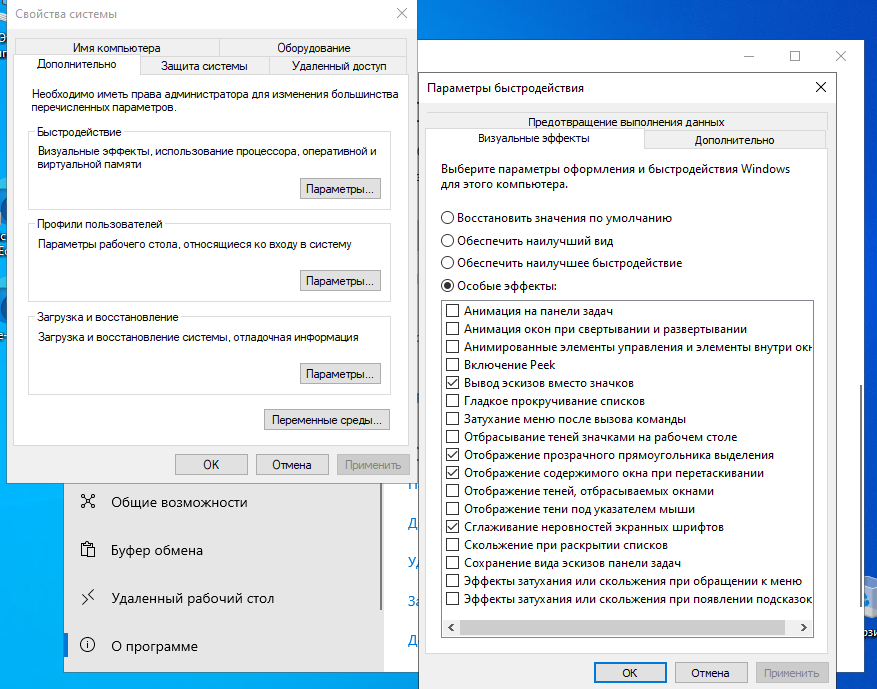 Свойства системы
Имя компьютера
Оборудование
Дополнительно
Защита системы
Удаленный доступ
Необходимо иметь права администратора для изменения большинства
перечисленных параметров.
Быстродействие
Визуальные эффекты, использование процессора, оперативной и
виртуальной памяти
Параметры...
Профили пользователей
Параметры рабочего стола, относящиеся ко входу в систему
Параметры...
Загрузка и восстановление
Загрузка и восстановление системы, отладочная информация
Параметры...
Переменные среды...
ОК
Отмена
Применить
Общие возможности
Буфер обмена
Удаленный рабочий стол
О программе
Параметры быстродействия
Предотвращение выполнения данных
Визуальные эффекты
Дополнительно
Выберите параметры оформления и быстродействия Windows
для этого компьютера.
Восстановить значения по умолчанию
Обеспечить наилучший вид
Обеспечить наилучшее быстродействие
Особые эффекты:
Анимация на панели задач
Анимация окон при свертывании и развертывании
Анимированные элементы управления и элементы внутри окн
Включение Peek
Вывод эскизов вместо значков
Гладкое прокручивание списков
Затухание меню после вызова команды
Отбрасывание теней значками на рабочем столе
Отображение прозрачного прямоугольника выделения
Отображение содержимого окна при перетаскивании
Отображение теней, отбрасываемых окнами
Отображение тени под указателем мыши
Сглаживание неровностей экранных шрифтов
Скольжение при раскрытии списков
Сохранение вида эскизов панели задач
Эффекты затухания или скольжения при обращении к меню
Эффекты затухания или скольжения при появлении подсказок
ОК
Отмена
Применить